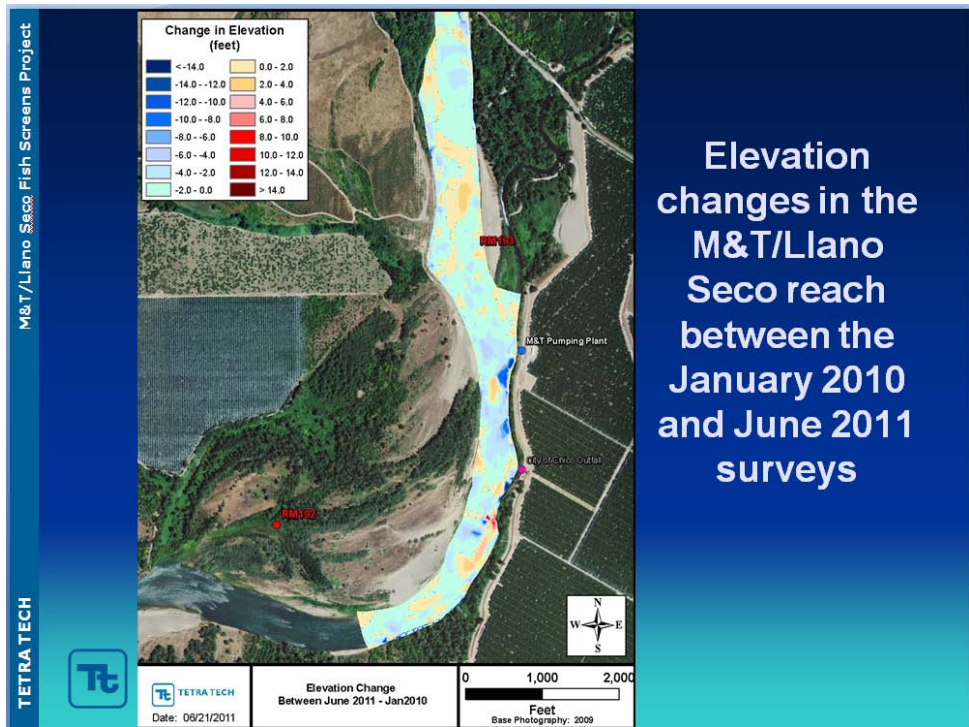 M&T/Llano Seco Fish Screens Project
TETRA TECH
Change in Elevation
(feet)
< -14.0
-14.0 - -12.0
-12.0 - -10.0
-10.0 - -8.0
-8.0 - -6.0
-6.0 - -4.0
-4.0 - -2.0
-2.0 - 0.0
0.0 - 2.0
2.0 - 4.0
4.0 - 6.0
6.0 - 8.0
8.0 - 10.0
10.0 - 12.0
12.0 - 14.0
> 14.0
RM193
M&T Pumping Plant
City of Chico Outfall
RM192
N
W E
S
Tt TETRA TECH
Date: 06/21/2011
Elevation Change
Between June 2011 - Jan2010
0 1,000 2,000
Feet
Base Photography: 2009
Tt
Elevation
changes in the
M&T/Llano
Seco reach
between the
January 2010
and June 2011
surveys